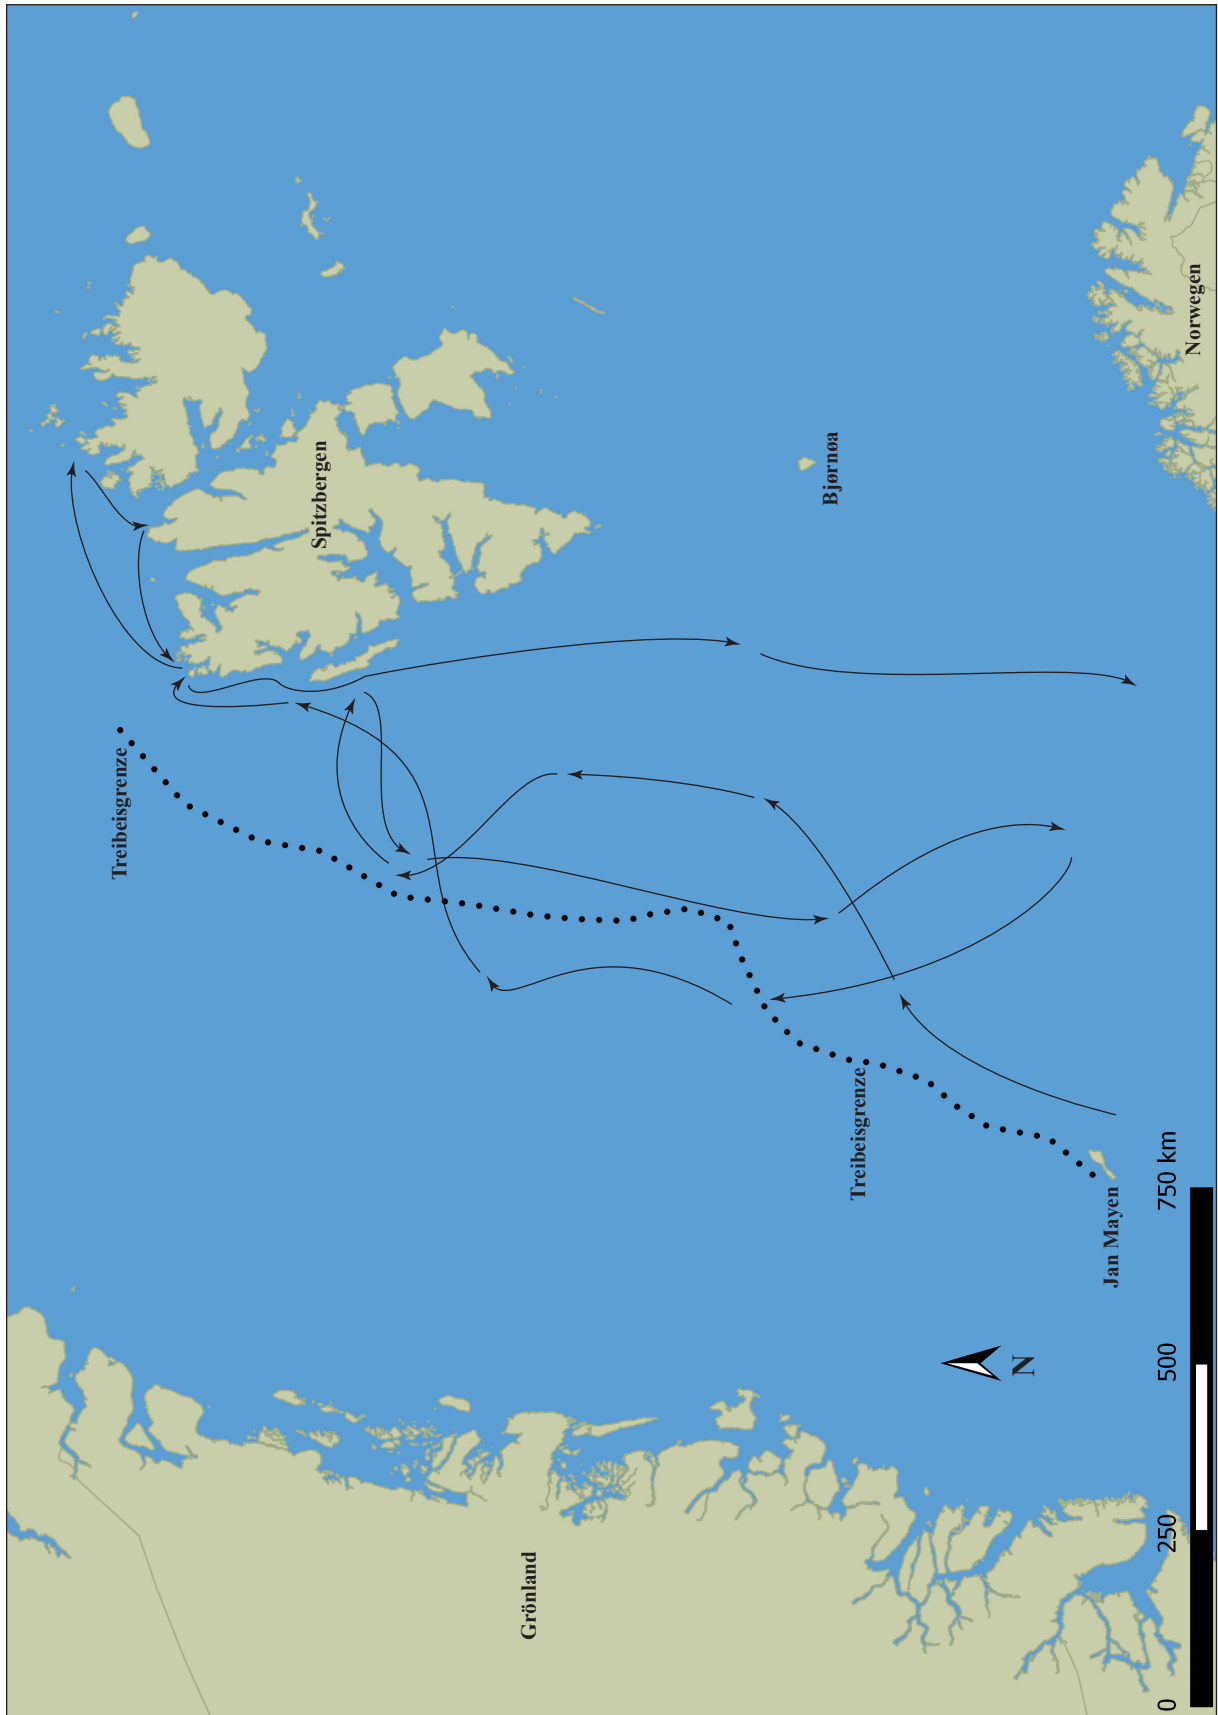 Treibeisgrenze
Spitzbergen
Bjørnøa
Norwegen
Treibeisgrenze
Jan Mayen
Grönland
N
0 250 500 750 km